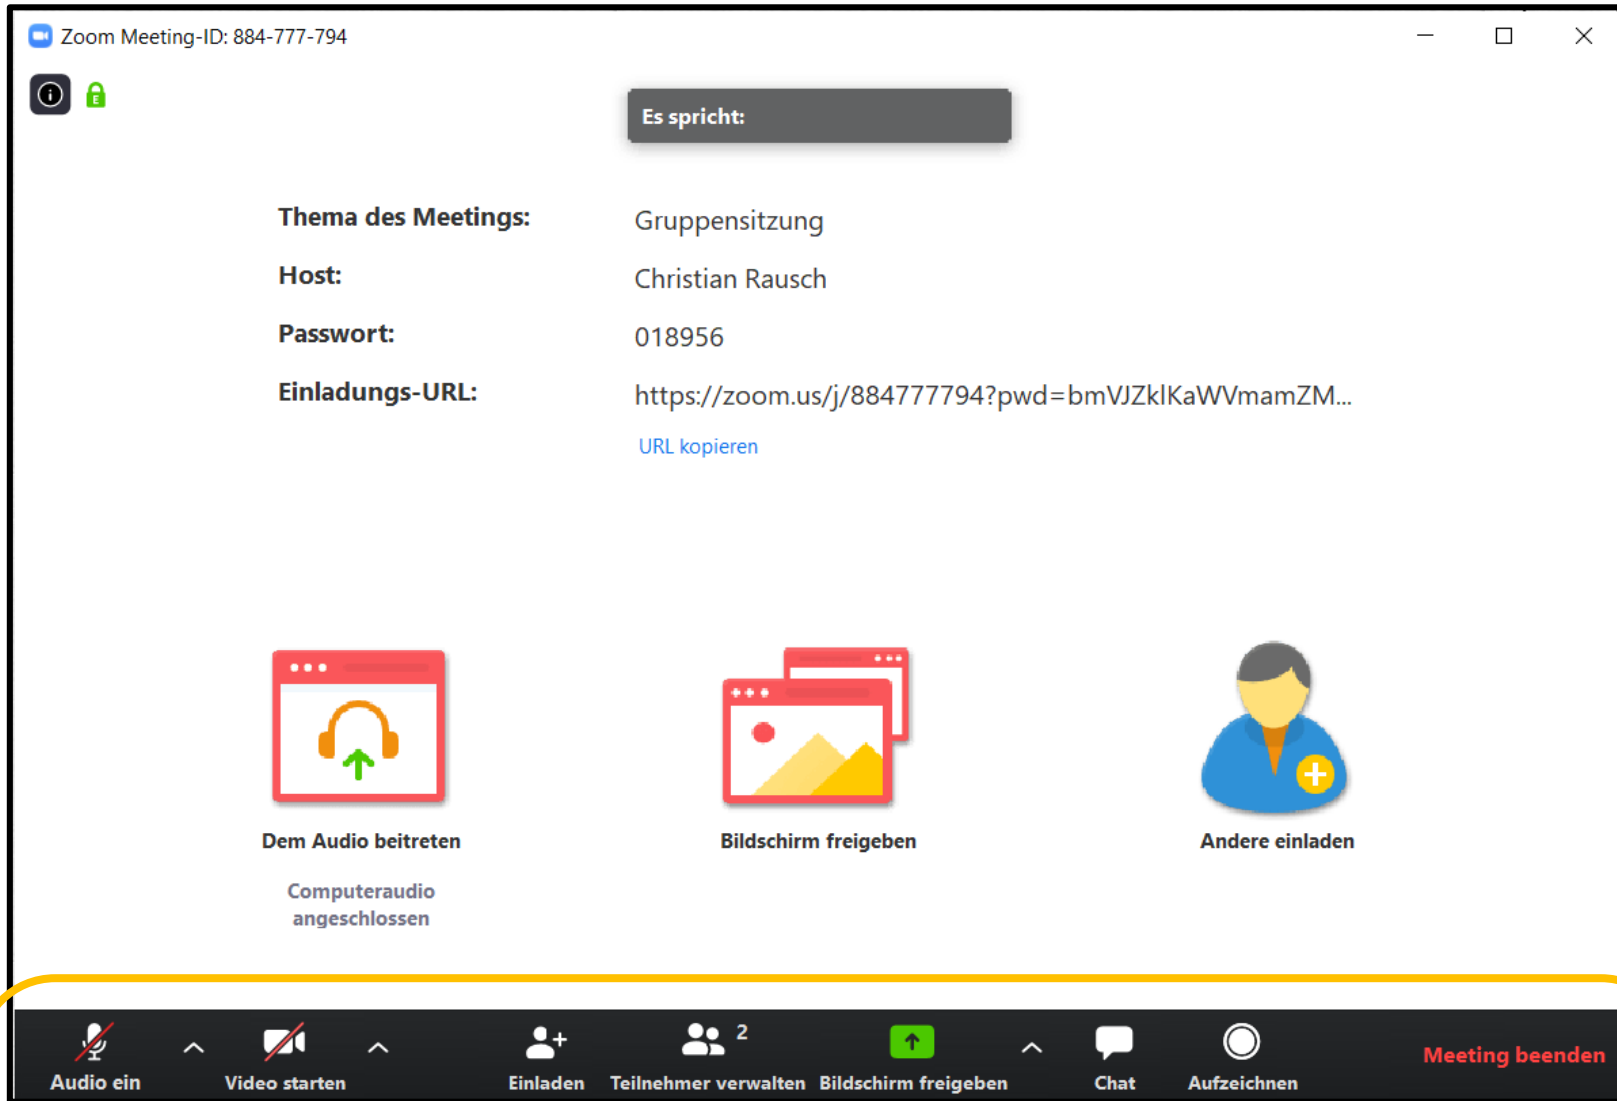 Zoom Meeting-ID: 884-777-794
Es spricht:
Thema des Meetings: Gruppensitzung
Host: Christian Rausch
Passwort: 018956
Einladungs-URL: https://zoom.us/j/884777794?pwd=bmVJZklKaWVmamZM...
URL kopieren
Dem Audio beitreten
Computeraudio
angeschlossen
Bildschirm freigeben
Andere einladen
2
Audio ein Video starten Einladen Teilnehmer verwalten Bildschirm freigeben Chat Aufzeichnen Meeting beenden